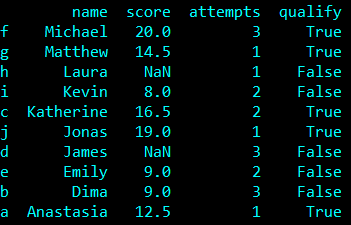 name score attempts qualify
f Michael 20.0 3 True
g Matthew 14.5 1 True
h Laura NaN 1 False
i Kevin 8.0 2 False
c Katherine 16.5 2 True
j Jonas 19.0 1 True
d James NaN 3 False
e Emily 9.0 2 False
b Dima 9.0 3 False
a Anastasia 12.5 1 True